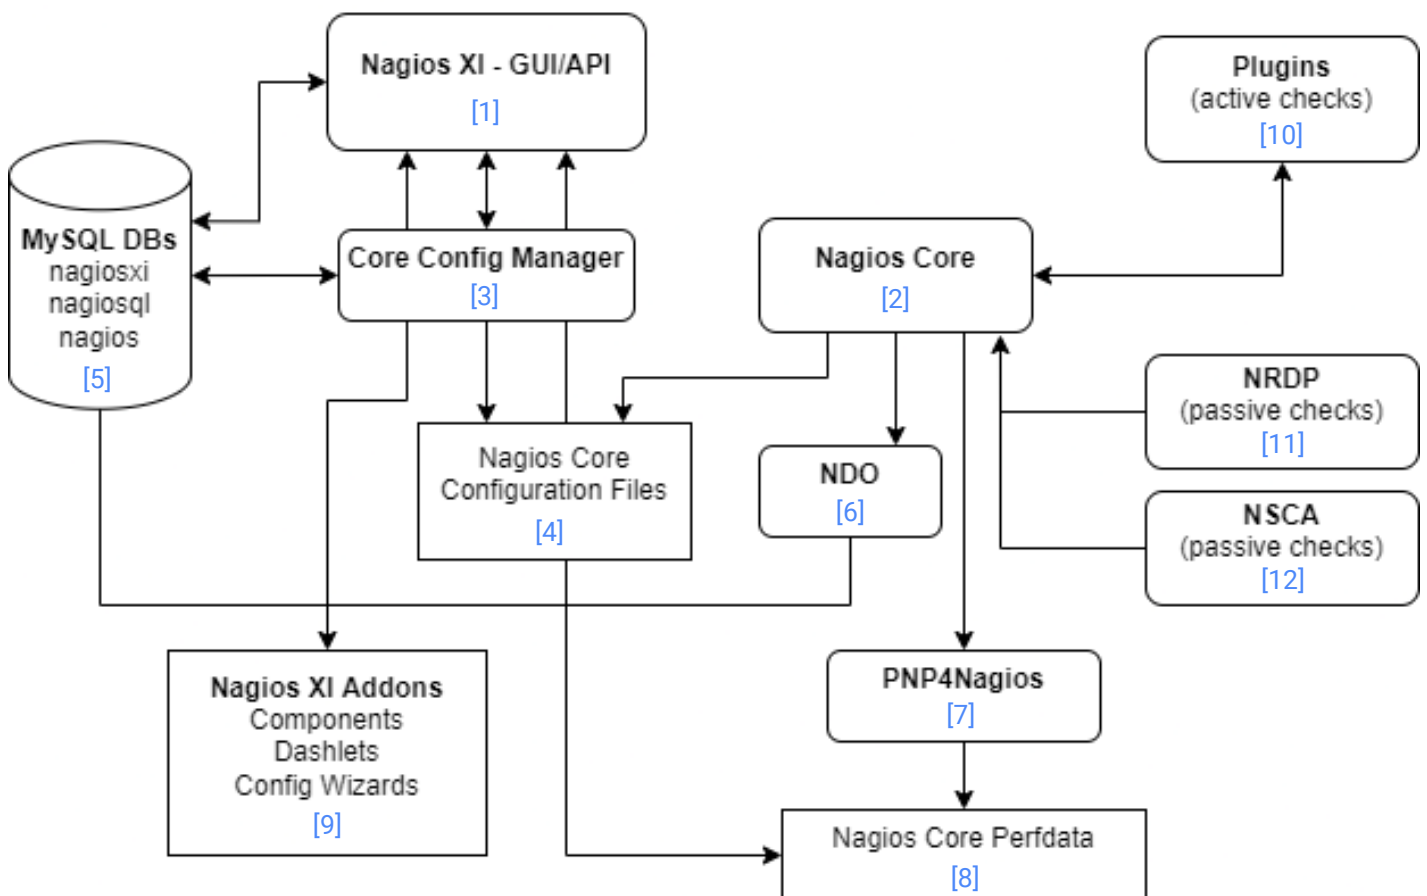 Nagios XI - GUI/API
[1]
Plugins
(active checks)
[10]
MySQL DBs
nagiosxi
nagiosql
nagios
[5]
Core Config Manager
[3]
Nagios Core
[2]
NRDP
(passive checks)
[11]
Nagios Core
Configuration Files
[4]
NDO
[6]
NSCA
(passive checks)
[12]
Nagios XI Addons
Components
Dashlets
Config Wizards
[9]
PNP4Nagios
[7]
Nagios Core Perfdata
[8]